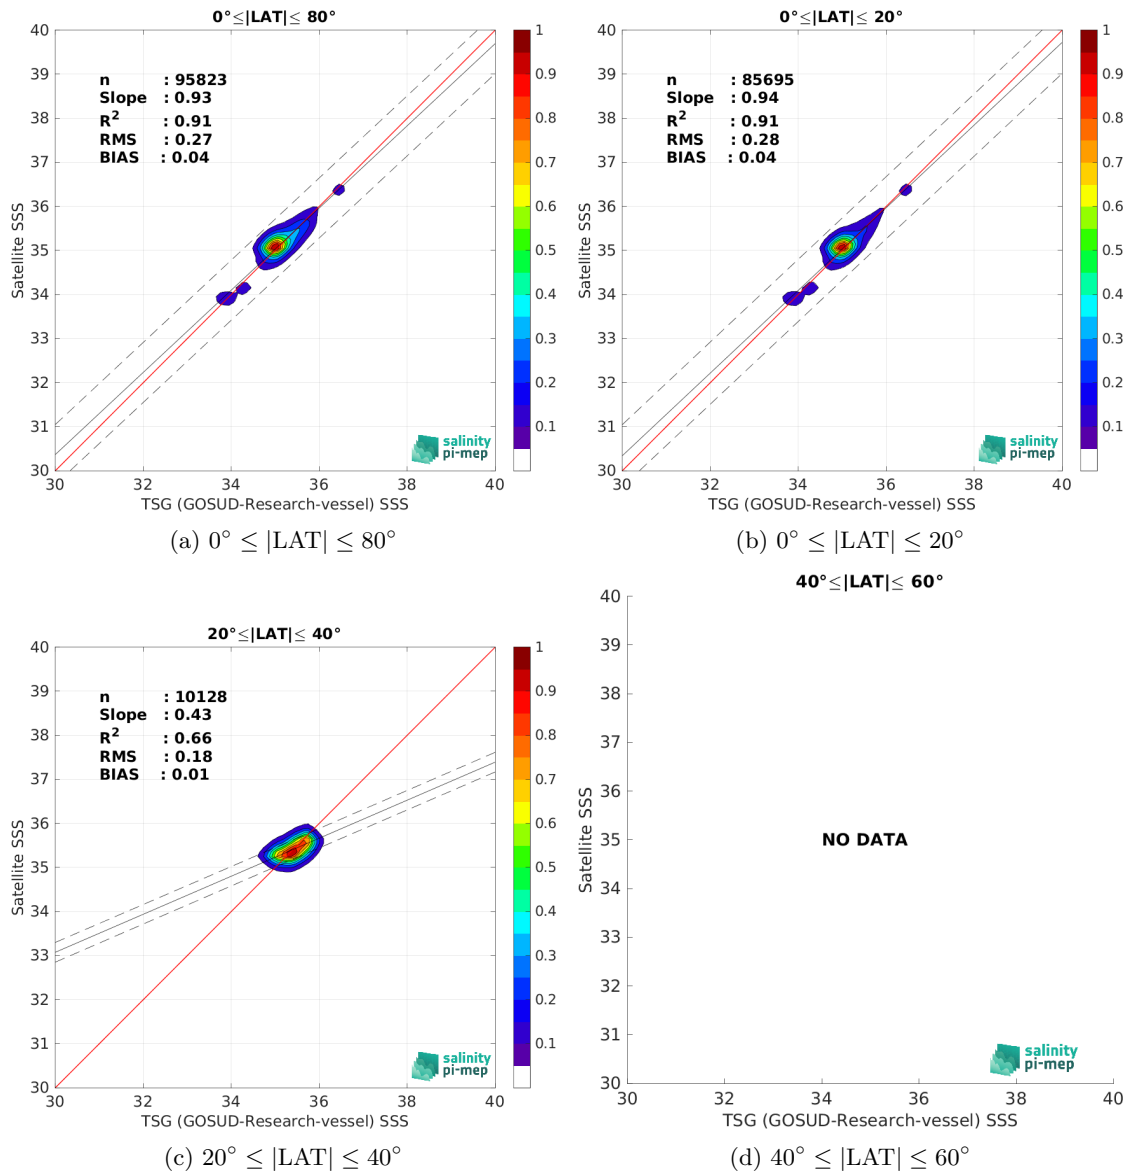 0°≤|LAT|≤ 80°
40
39
38
37
36
35
34
33
32
31
30
Satellite SSS
n : 95823
Slope : 0.93
R2 : 0.91
RMS : 0.27
BIAS : 0.04
salinity
pi-mep
30 32 34 36 38 40
TSG (GOSUD-Research-vessel) SSS
1
0.9
0.8
0.7
0.6
0.5
0.4
0.3
0.2
0.1
(a) 0° ≤ |LAT| ≤ 80°
0°≤|LAT|≤ 20°
40
39
38
37
36
35
34
33
32
31
30
Satellite SSS
n : 85695
Slope : 0.94
R2 : 0.91
RMS : 0.28
BIAS : 0.04
salinity
pi-mep
30 32 34 36 38 40
TSG (GOSUD-Research-vessel) SSS
1
0.9
0.8
0.7
0.6
0.5
0.4
0.3
0.2
0.1
(b) 0° ≤ |LAT| ≤ 20°
20°≤|LAT|≤ 40°
40
39
38
37
36
35
34
33
32
31
30
Satellite SSS
n : 10128
Slope : 0.43
R2 : 0.66
RMS : 0.18
BIAS : 0.01
salinity
pi-mep
30 32 34 36 38 40
TSG (GOSUD-Research-vessel) SSS
1
0.9
0.8
0.7
0.6
0.5
0.4
0.3
0.2
0.1
(c) 20° ≤ |LAT| ≤ 40°
40°≤|LAT|≤ 60°
40
39
38
37
36
35
34
33
32
31
30
Satellite SSS
NO DATA
salinity
pi-mep
30 32 34 36 38 40
TSG (GOSUD-Research-vessel) SSS
(d) 40° ≤ |LAT| ≤ 60°